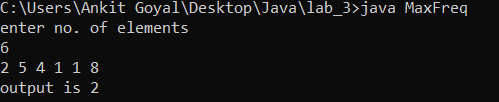 C:\Users\Ankit Goyal\Desktop\Java\lab_3>java MaxFreq
enter no. of elements
6
2 5 4 1 1 8
output is 2